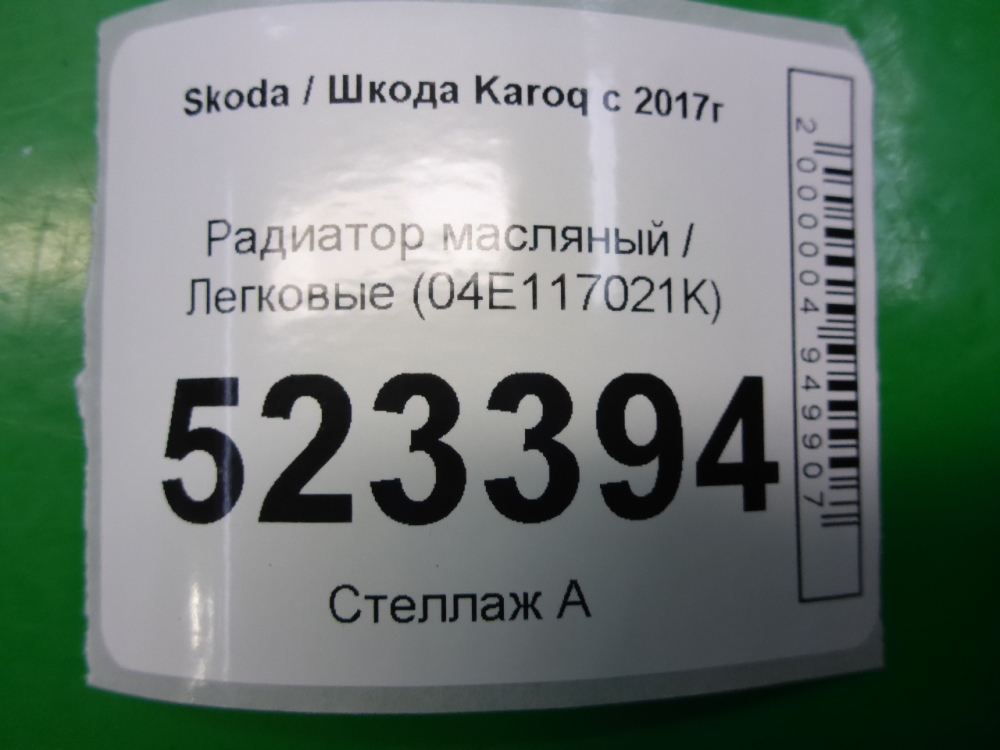 Skoda / Шкода Karoq с 2017г
Радиатор масляный /
Легковые (04E117021K)
523394
Стеллаж А
2000004949907